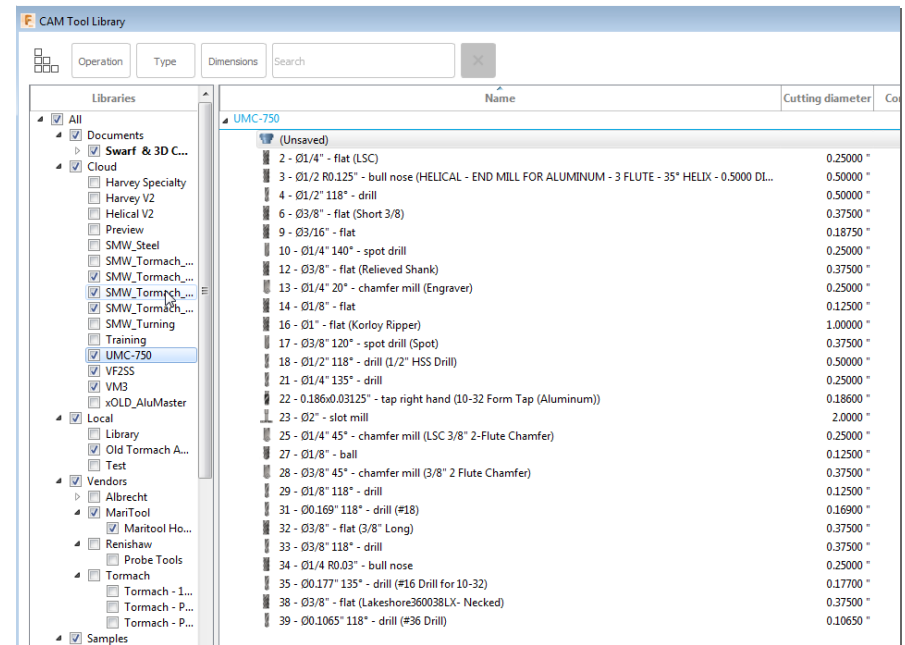 CAM Tool Library
Operation Type Dimensions Search
Libraries
All
Documents
Swarf & 3D C...
Cloud
Harvey Specialty
Harvey V2
Helical V2
Preview
SMW_Steel
SMW_Tormach_...
SMW_Tormach_...
SMW_Tormach_...
SMW_Tormach_...
SMW_Turning
Training
UMC-750
VF2SS
VM3
xOLD_AluMaster
Local
Library
Old Tormach A...
Test
Vendors
Albrecht
MariTool
Maritool Ho...
Renishaw
Probe Tools
Tormach
Tormach - 1...
Tormach - P...
Tormach - P...
Samples
Name Cutting diameter Co
UMC-750
(Unsaved)
2 - Ø1/4" - flat (LSC) 0.25000 "
3 - Ø1/2 R0.125" - bull nose (HELICAL - END MILL FOR ALUMINUM - 3 FLUTE - 35° HELIX - 0.5000 DI... 0.50000 "
4 - Ø1/2" 118° - drill 0.50000 "
6 - Ø3/8" - flat (Short 3/8) 0.37500 "
9 - Ø3/16" - flat 0.18750 "
10 - Ø1/4" 140° - spot drill 0.25000 "
12 - Ø3/8" - flat (Relieved Shank) 0.37500 "
13 - Ø1/4" 20° - chamfer mill (Engraver) 0.25000 "
14 - Ø1/8" - flat 0.12500 "
16 - Ø1" - flat (Korloy Ripper) 1.00000 "
17 - Ø3/8" 120° - spot drill (Spot) 0.37500 "
18 - Ø1/2" 118° - drill (1/2" HSS Drill) 0.50000 "
21 - Ø1/4" 135° - drill 0.25000 "
22 - 0.186x0.03125" - tap right hand (10-32 Form Tap (Aluminum)) 0.18600 "
23 - Ø2" - slot mill 2.0000 "
25 - Ø1/4" 45° - chamfer mill (LSC 3/8" 2-Flute Chamfer) 0.25000 "
27 - Ø1/8" - ball 0.12500 "
28 - Ø3/8" 45° - chamfer mill (3/8" 2 Flute Chamfer) 0.37500 "
29 - Ø1/8" 118° - drill 0.12500 "
31 - Ø0.169" 118° - drill (#18) 0.16900 "
32 - Ø3/8" - flat (3/8" Long) 0.37500 "
33 - Ø3/8" 118° - drill 0.37500 "
34 - Ø1/4 R0.03" - bull nose 0.25000 "
35 - Ø0.177" 135° - drill (#16 Drill for 10-32) 0.17700 "
38 - Ø3/8" - flat (Lakeshore360038LX- Necked) 0.37500 "
39 - Ø0.1065" 118° - drill (#36 Drill) 0.10650 "